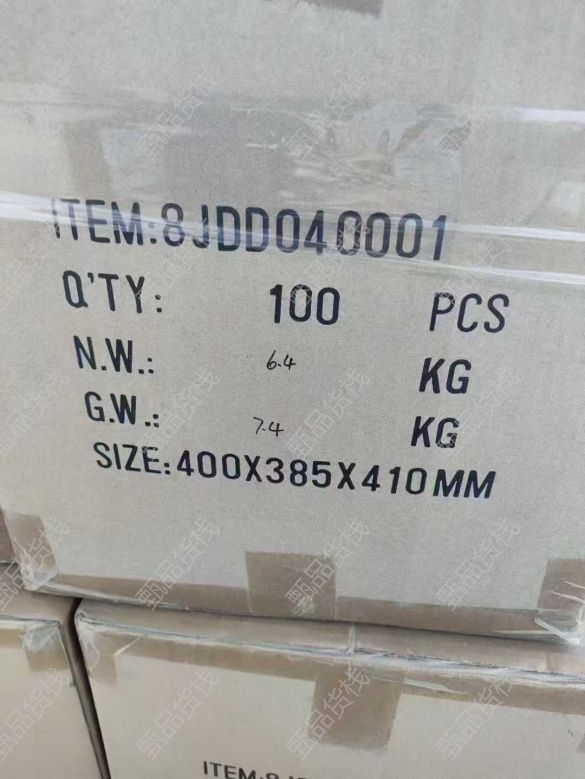 ITEM:8JDD040001
Q'TY: 100 PCS
N.W.: 6.4 KG
G.W.: 7.4 KG
SIZE:400X385X410MM
甄品货栈